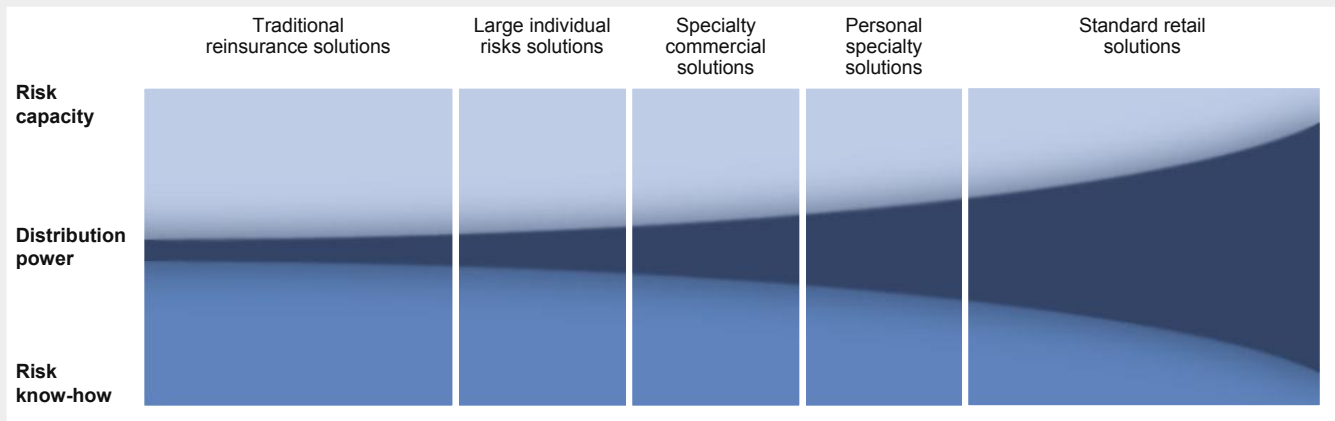 Traditional
reinsurance solutions
Large individual
risks solutions
Specialty
commercial
solutions
Personal
specialty
solutions
Standard retail
solutions
Risk
capacity
Distribution
power
Risk
know-how